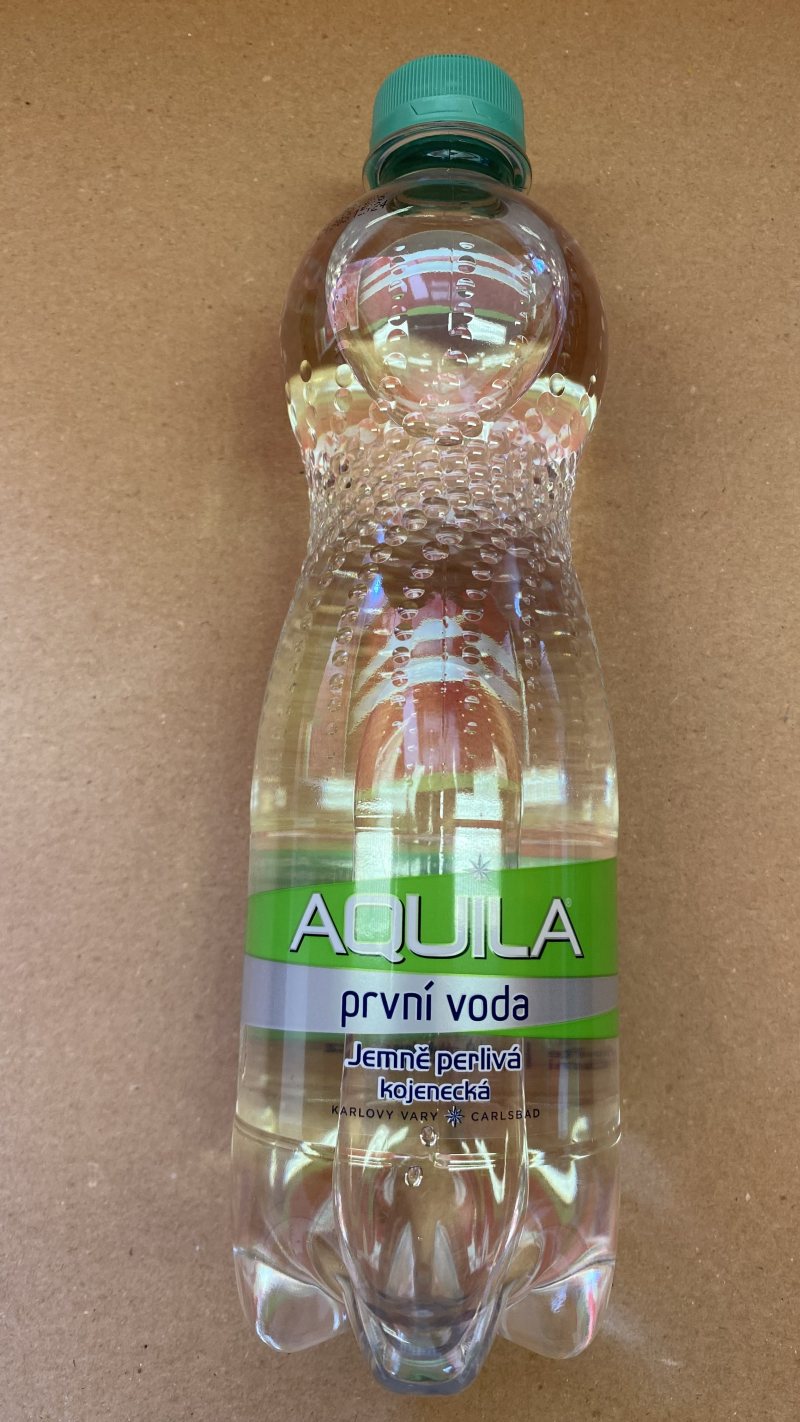 AQUILA®
první voda
Jemně perlivá
kojenecká
KARLOVY VARY CARLSBAD